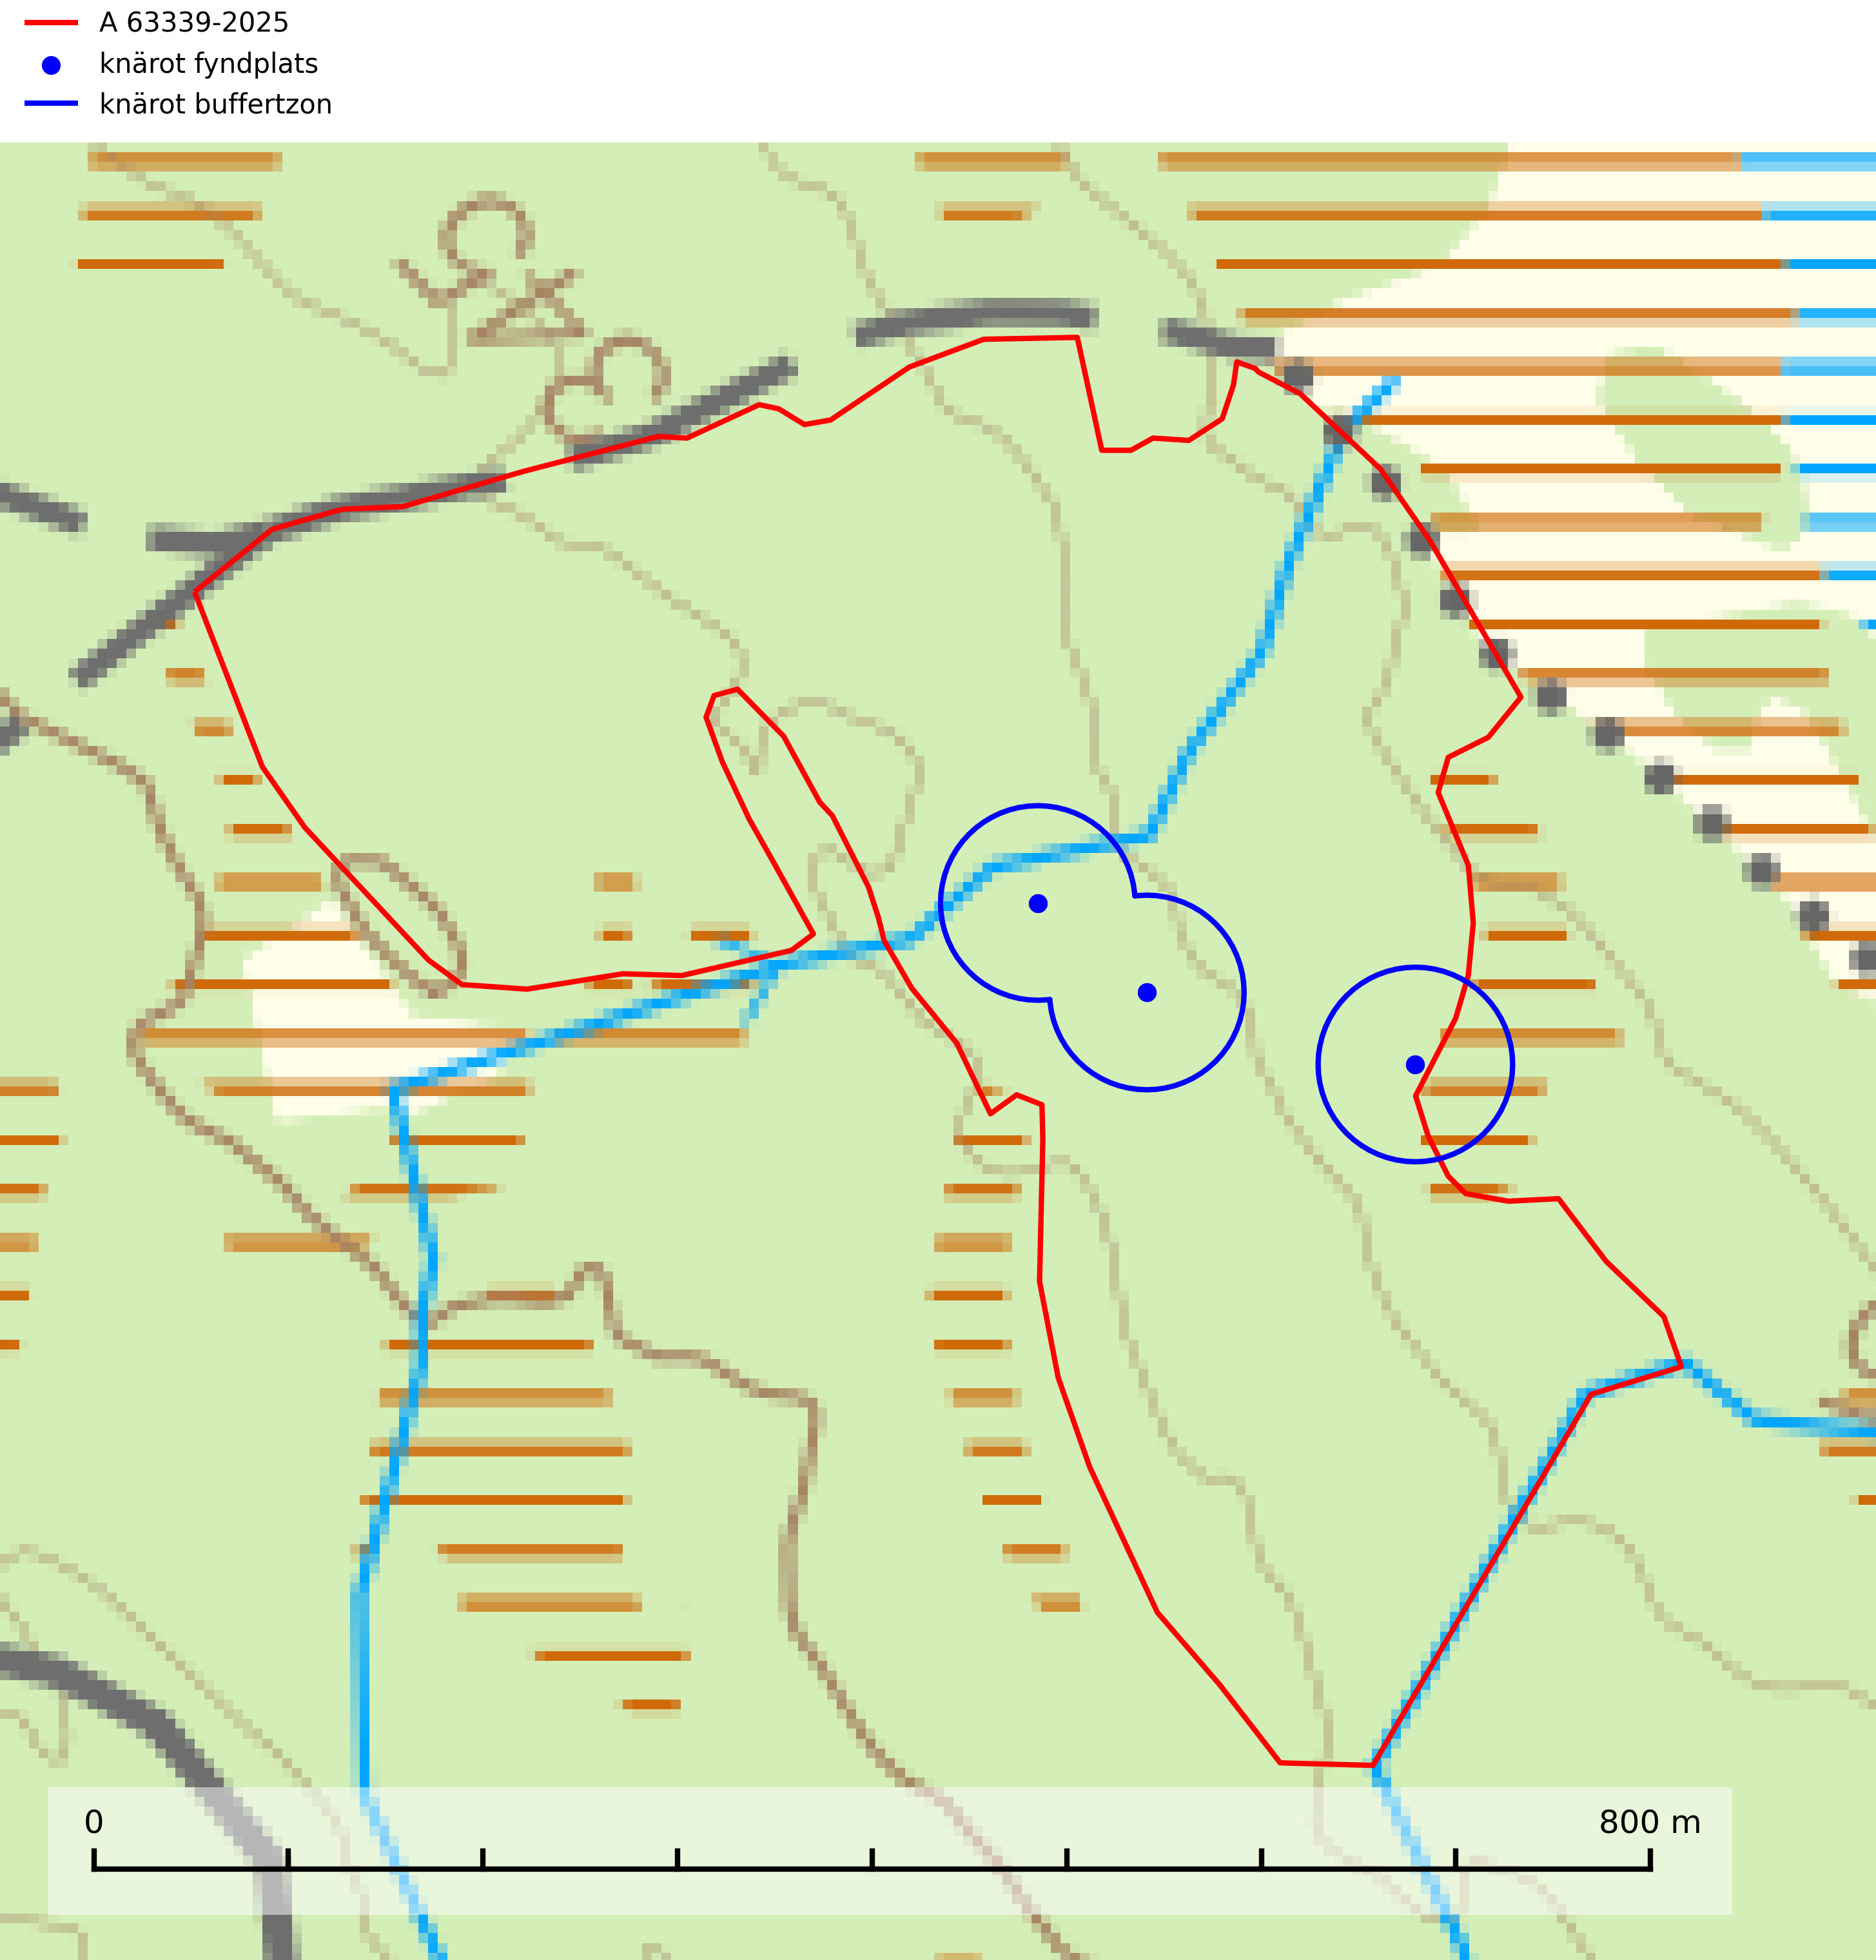 A 63339-2025
knärot fyndplats
knärot buffertzon
0
800 m